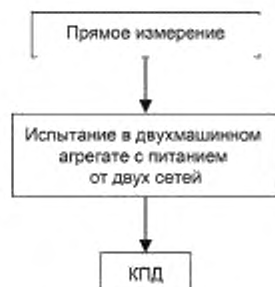 Прямое измерение
Испытание в двухмашинном
агрегате с питанием
от двух сетей
КПД